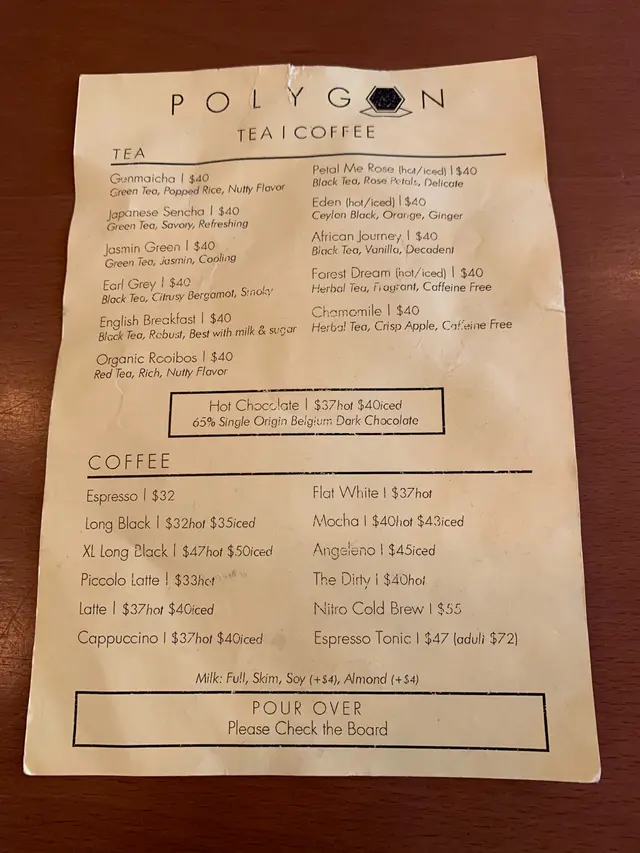 POLYGON
TEA | COFFEE
TEA
Genmaicha | $40
Green Tea, Popped Rice, Nutty Flavor
Japanese Sencha | $40
Green Tea, Savory, Refreshing
Jasmin Green | $40
Green Tea, Jasmin, Cooling
Earl Grey | $40
Black Tea, Citrusy Bergamot, Smoky
English Breakfast | $40
Black Tea, Robust, Best with milk & sugar
Organic Rooibos | $40
Red Tea, Rich, Nutty Flavor
Petal Me Rose (hot/iced) | $40
Black Tea, Rose Petals, Delicate
Eden (hot/iced) | $40
Ceylon Black, Orange, Ginger
African Journey | $40
Black Tea, Vanilla, Decadent
Forest Dream (hot/iced) | $40
Herbal Tea, Fragrant, Caffeine Free
Chamomile | $40
Herbal Tea, Crisp Apple, Caffeine Free
Hot Chocolate | $37hot $40iced
65% Single Origin Belgium Dark Chocolate
COFFEE
Espresso | $32
Long Black | $32hot $35iced
XL Long Black | $47hot $50iced
Piccolo Latte | $33hot
Latte | $37hot $40iced
Cappuccino | $37hot $40iced
Flat White | $37hot
Mocha | $40hot $43iced
Angeleno | $45iced
The Dirty | $40hot
Nitro Cold Brew | $55
Espresso Tonic | $47 (adult $72)
Milk: Full, Skim, Soy (+$4), Almond (+$4)
POUR OVER
Please Check the Board